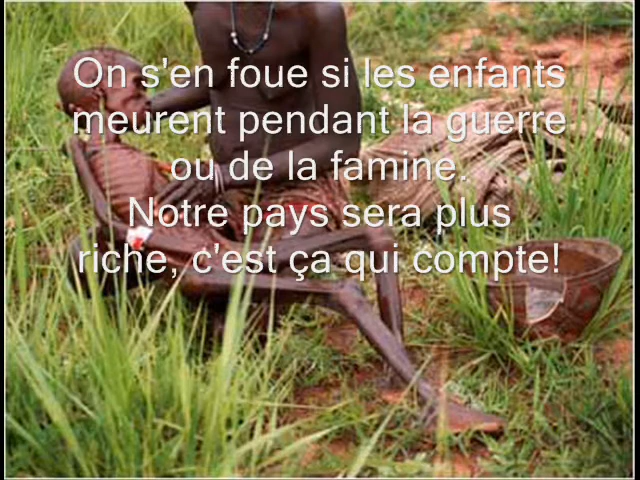 On s'en foue si les enfants
meurent pendant la guerre
ou de la famine.
Notre pays sera plus
riche, c'est ça qui compte!